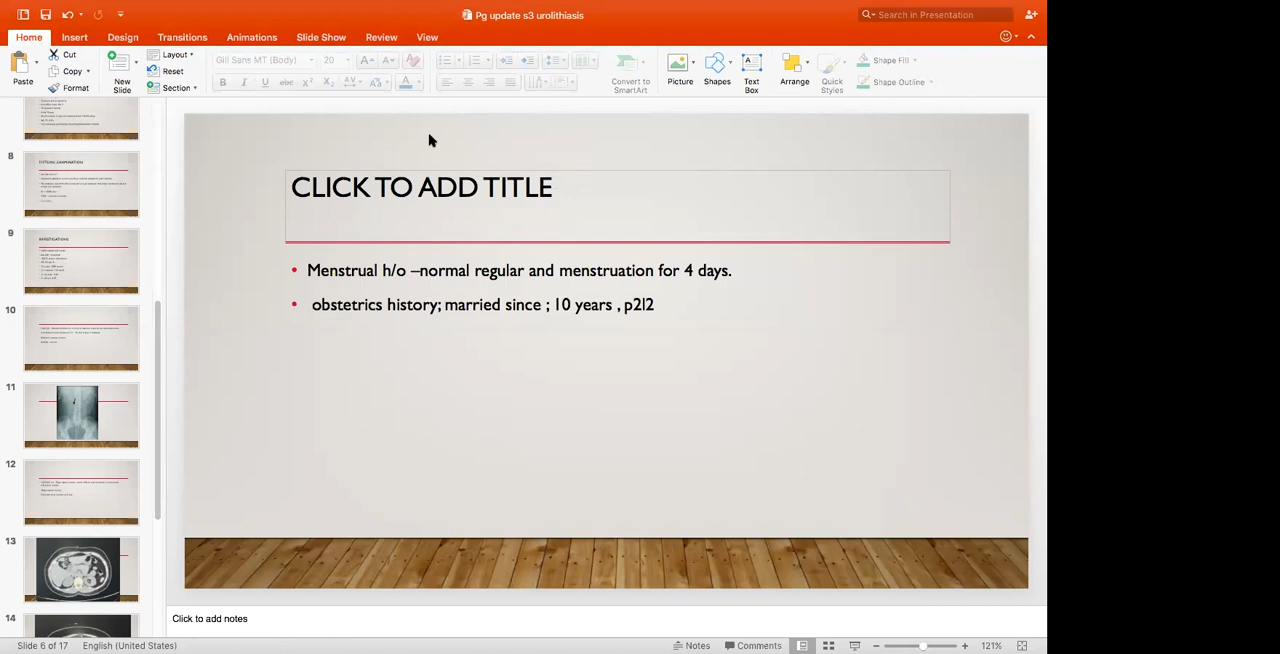 Pg update s3 urolithiasis
Search in Presentation
Home Insert Design Transitions Animations Slide Show Review View
Paste Cut Copy Format New Slide Layout Reset Section Gill Sans MT (Body) 20 Convert to SmartArt Picture Shapes Text Box Arrange Quick Styles Shape Fill Shape Outline
8
9
10
11
12
13
14
EXTERNAL EXAMINATION
INVESTIGATIONS
CLICK TO ADD TITLE
• Menstrual h/o –normal regular and menstruation for 4 days.
• obstetrics history; married since ; 10 years , p2l2
Click to add notes
Slide 6 of 17 English (United States) Notes Comments 121%